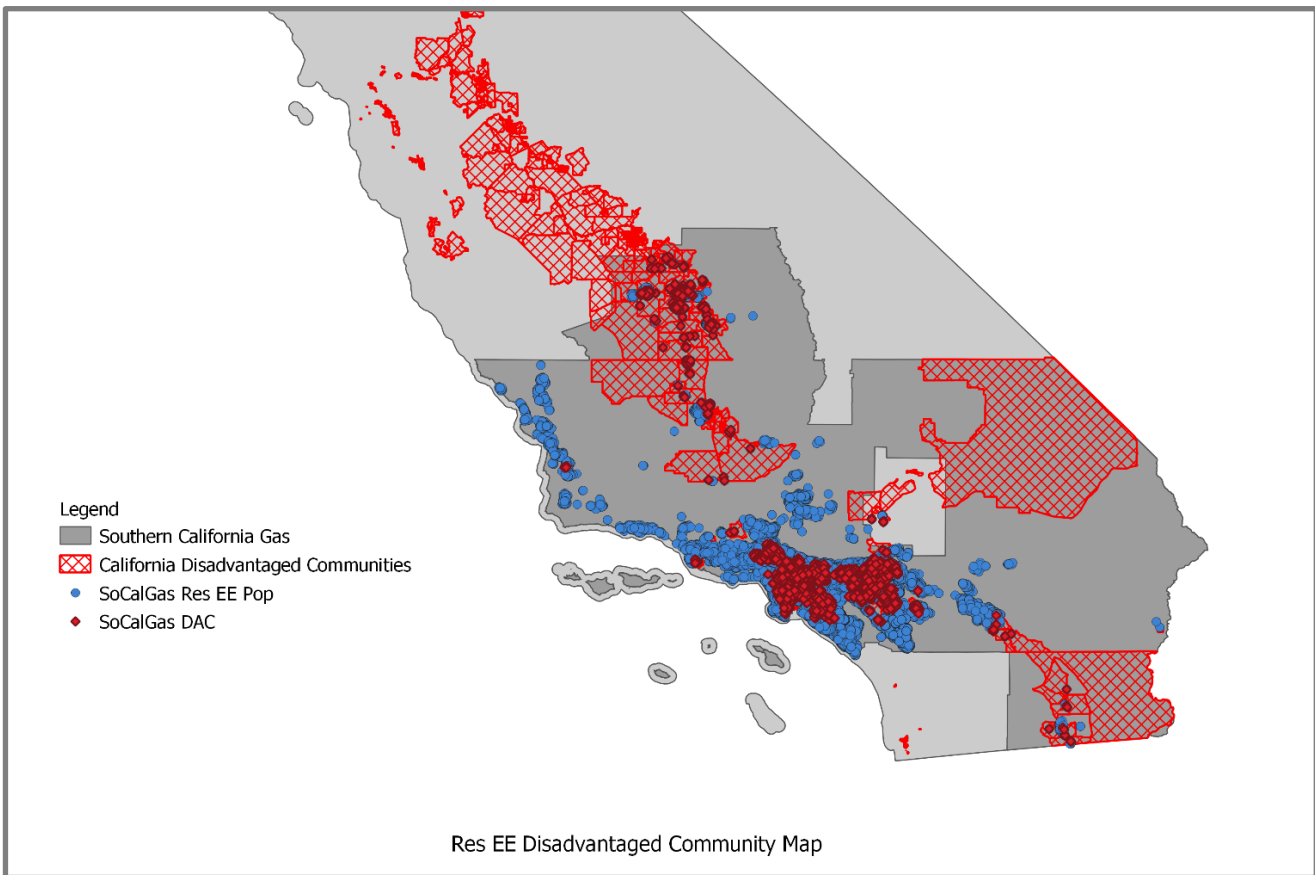 Legend
Southern California Gas
California Disadvantaged Communities
SoCalGas Res EE Pop
SoCalGas DAC
Res EE Disadvantaged Community Map